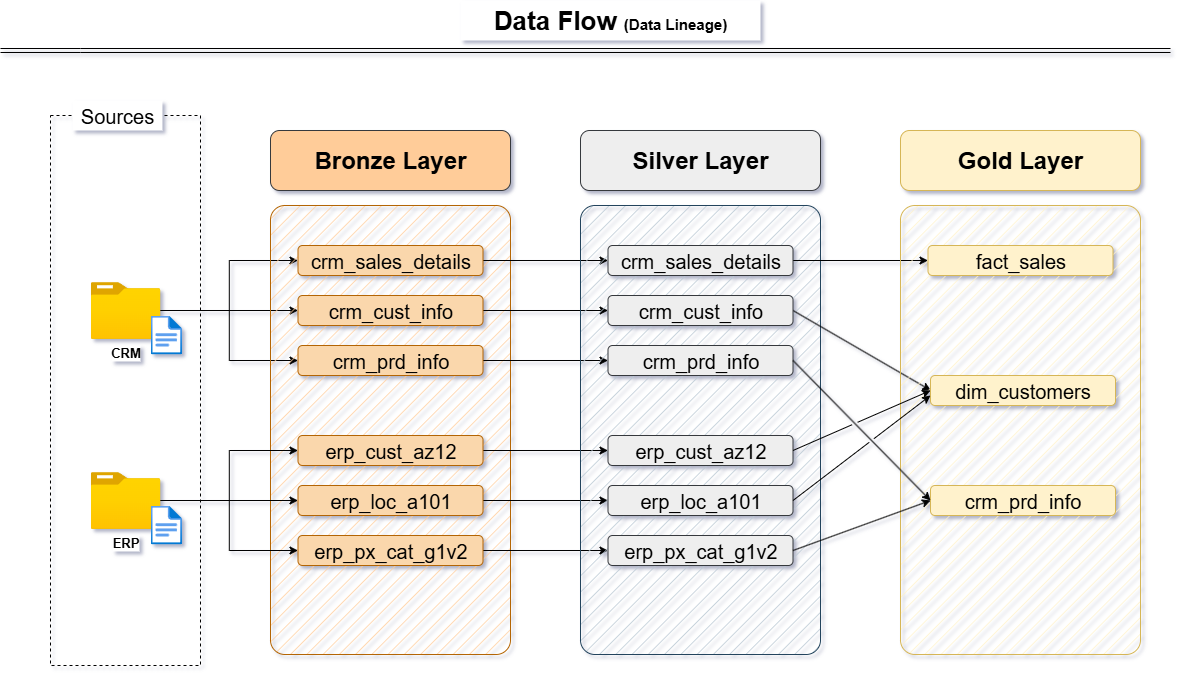 Data Flow (Data Lineage)
Sources
CRM
ERP
Bronze Layer
crm_sales_details
crm_cust_info
crm_prd_info
erp_cust_az12
erp_loc_a101
erp_px_cat_g1v2
Silver Layer
crm_sales_details
crm_cust_info
crm_prd_info
erp_cust_az12
erp_loc_a101
erp_px_cat_g1v2
Gold Layer
fact_sales
dim_customers
crm_prd_info